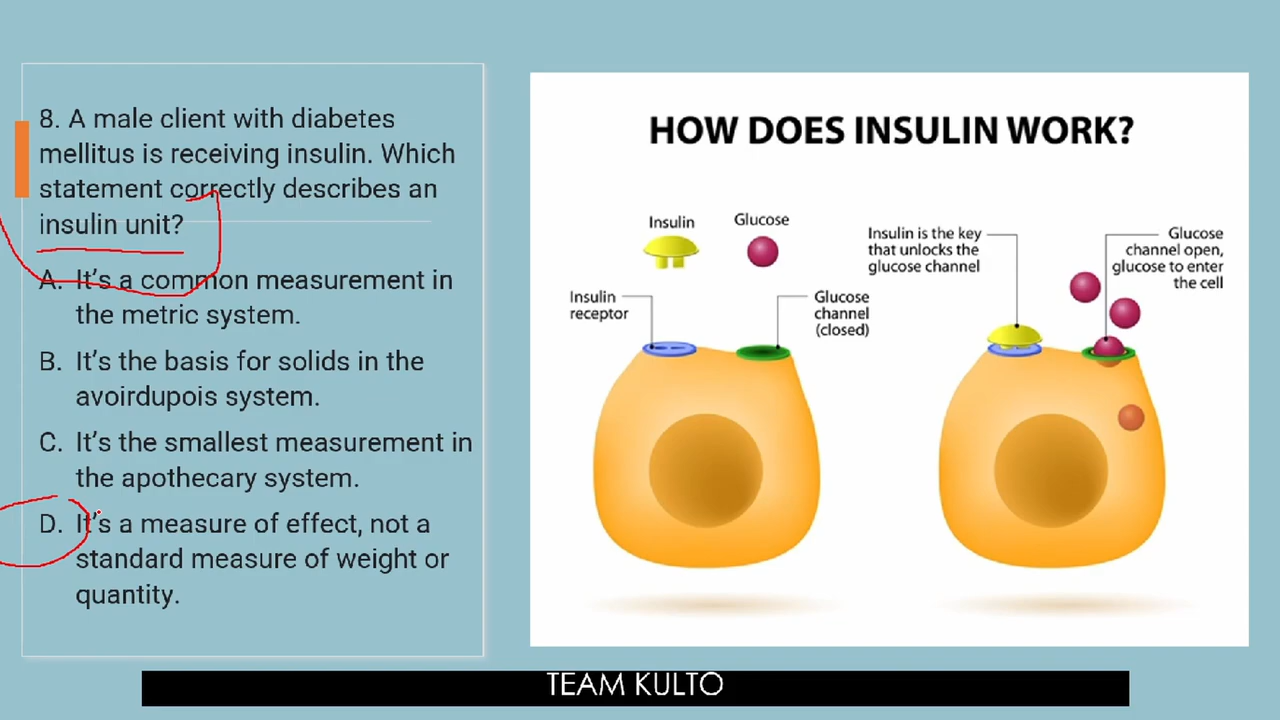 8. A male client with diabetes
mellitus is receiving insulin. Which
statement correctly describes an
insulin unit?
A. It’s a common measurement in
the metric system.
B. It’s the basis for solids in the
avoirdupois system.
C. It’s the smallest measurement in
the apothecary system.
D. It’s a measure of effect, not a
standard measure of weight or
quantity.
HOW DOES INSULIN WORK?
Insulin
Glucose
Insulin
receptor
Glucose
channel
(closed)
Insulin is the key
that unlocks the
glucose channel
Glucose
channel open,
glucose to enter
the cell
TEAM KULTO